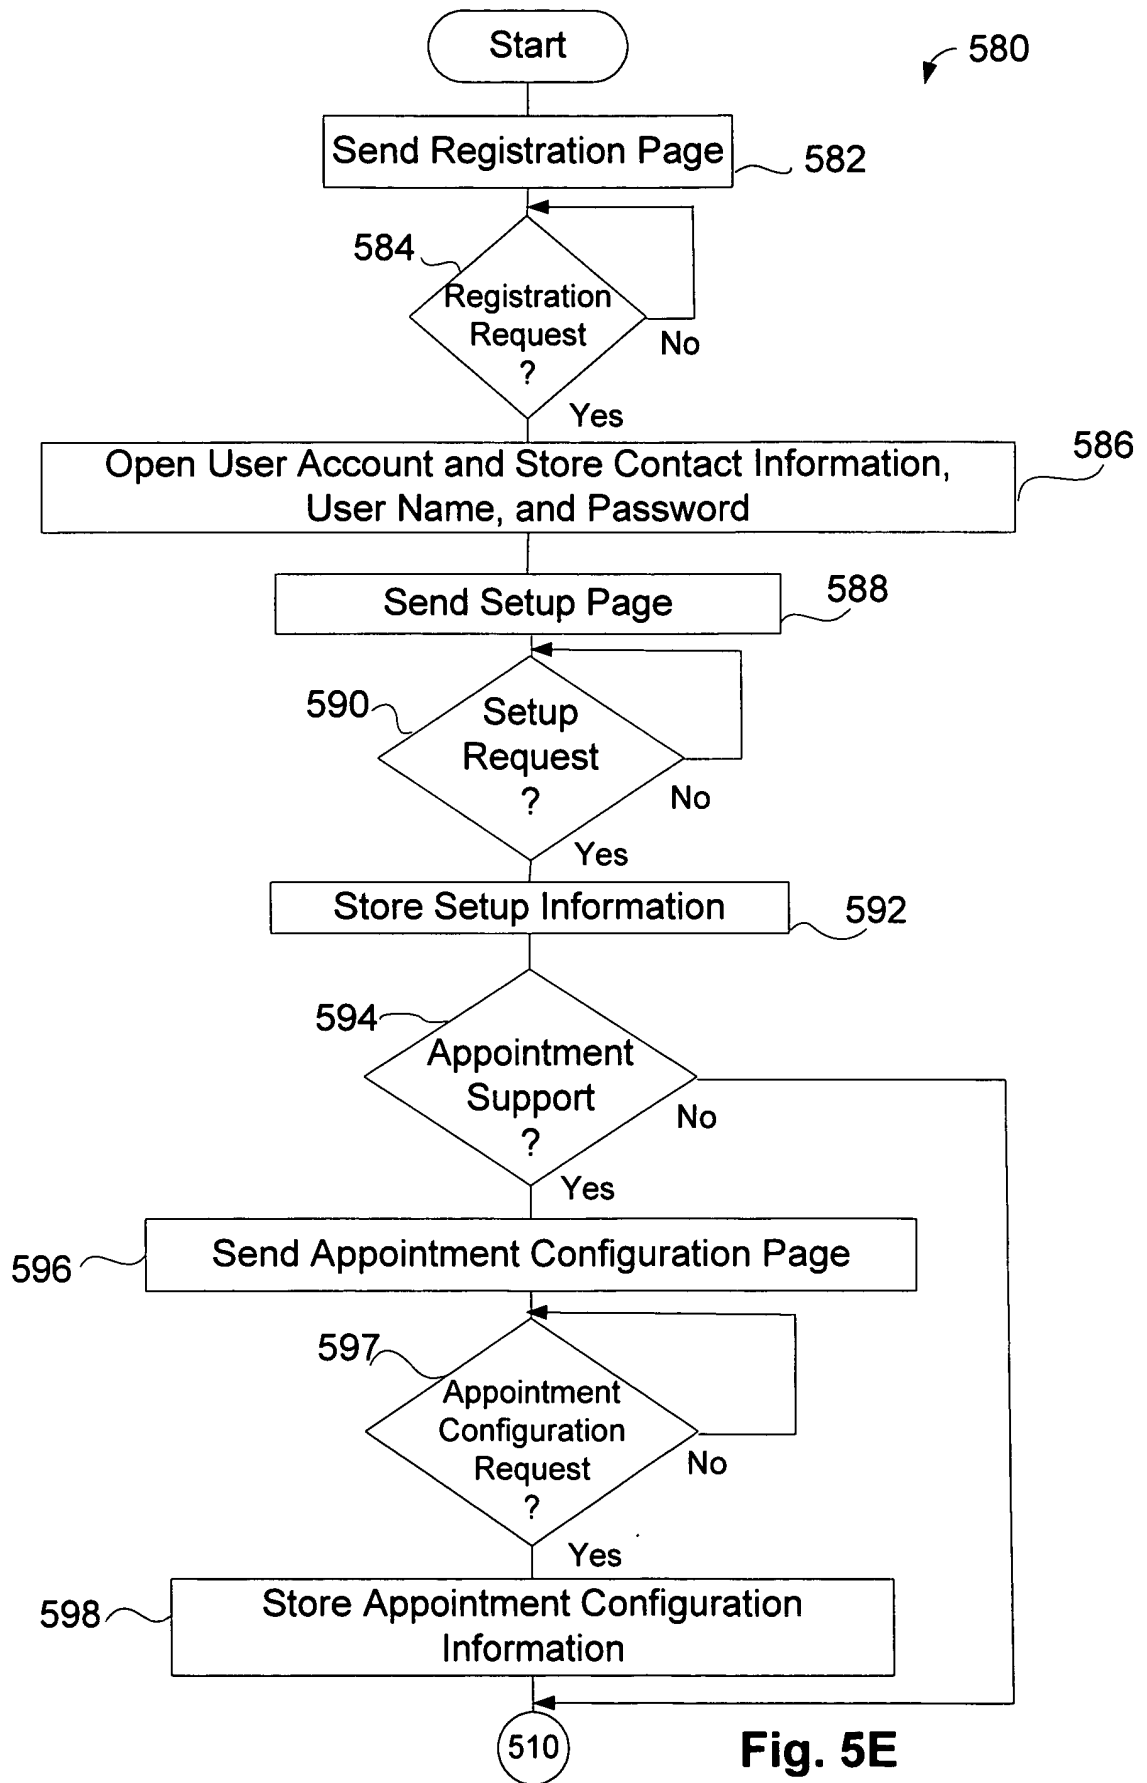 Start
580
Send Registration Page
582
584
Registration
Request
?
No
Yes
Open User Account and Store Contact Information,
User Name, and Password
586
Send Setup Page
588
590
Setup
Request
?
No
Yes
Store Setup Information
592
594
Appointment
Support
?
No
Yes
Send Appointment Configuration Page
596
597
Appointment
Configuration
Request
?
No
Yes
Store Appointment Configuration
Information
598
510
Fig. 5E